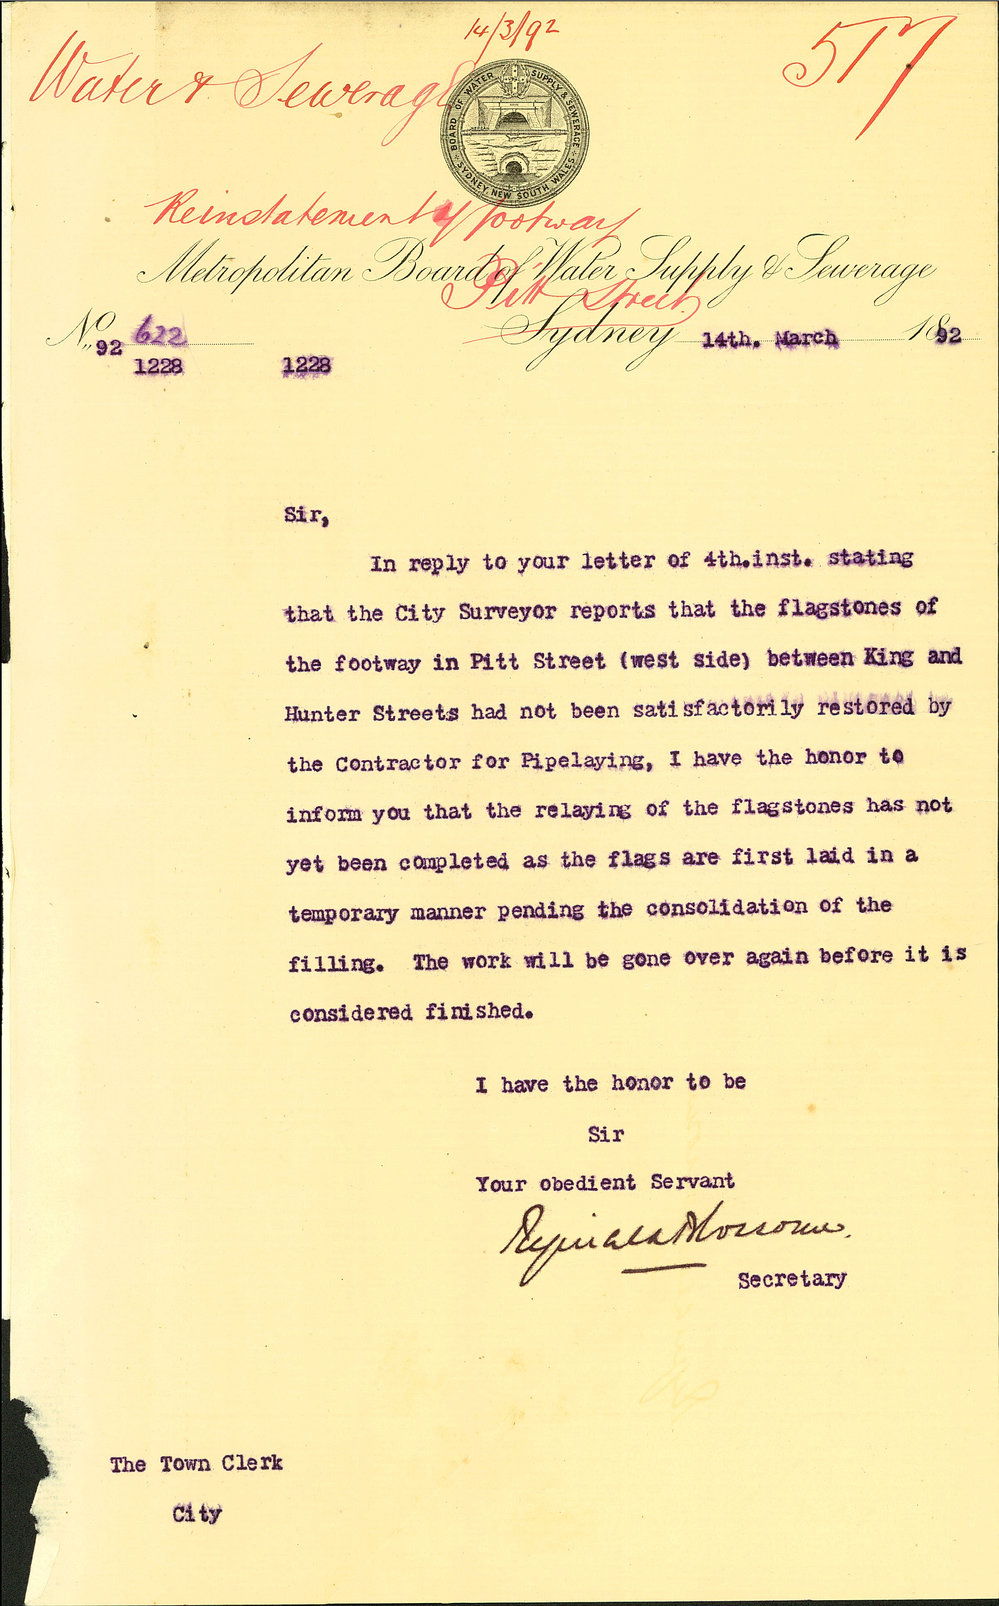 14/3/92
517
Water & Sewerage
BOARD OF WATER SUPPLY & SEWERAGE
SYDNEY, NEW SOUTH WALES
Reinstatement of footway
Metropolitan Board of Water Supply & Sewerage
Pitt Street
No. 92 622 Sydney 14th. March 1892
1228 1228
Sir,
In reply to your letter of 4th.inst. stating
that the City Surveyor reports that the flagstones of
the footway in Pitt Street (west side) between King and
Hunter Streets had not been satisfactorily restored by
the Contractor for Pipelaying, I have the honor to
inform you that the relaying of the flagstones has not
yet been completed as the flags are first laid in a
temporary manner pending the consolidation of the
filling. The work will be gone over again before it is
considered finished.
I have the honor to be
Sir
Your obedient Servant
Secretary
The Town Clerk
City